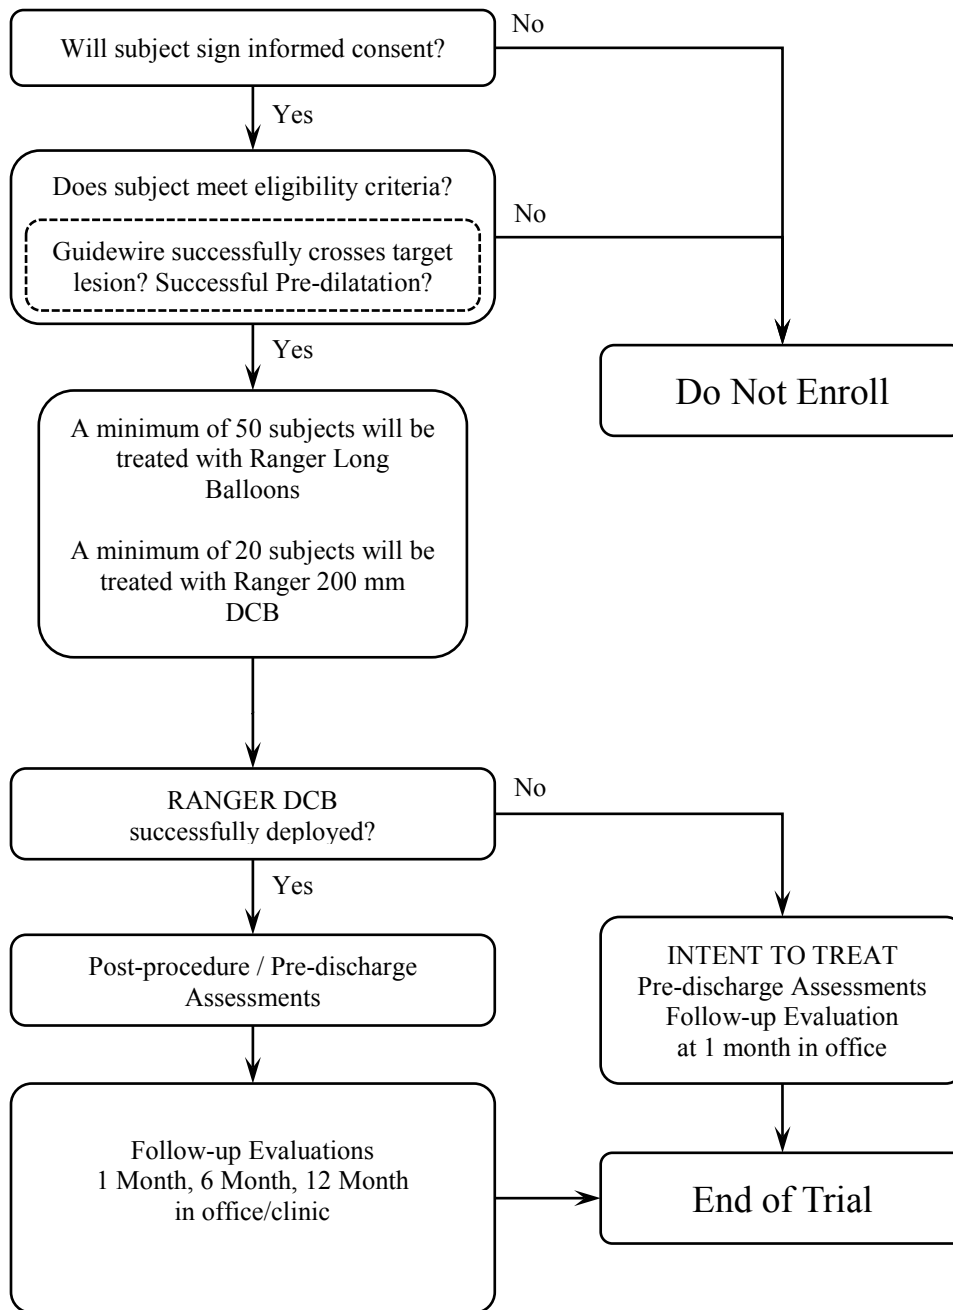 Will subject sign informed consent?
No
Yes
Does subject meet eligibility criteria?
No
Guidewire successfully crosses target
lesion? Successful Pre-dilatation?
Yes
Do Not Enroll
A minimum of 50 subjects will be
treated with Ranger Long
Balloons
A minimum of 20 subjects will be
treated with Ranger 200 mm
DCB
RANGER DCB
successfully deployed?
No
Yes
Post-procedure / Pre-discharge
Assessments
INTENT TO TREAT
Pre-discharge Assessments
Follow-up Evaluation
at 1 month in office
Follow-up Evaluations
1 Month, 6 Month, 12 Month
in office/clinic
End of Trial